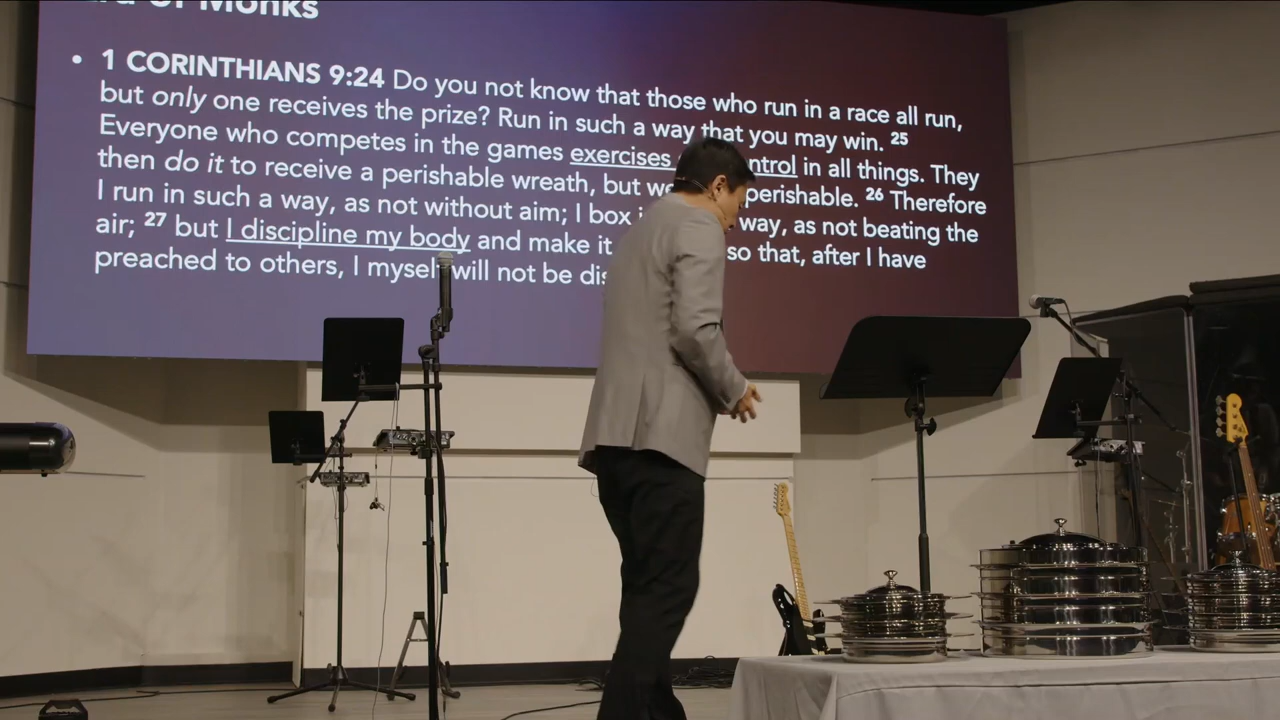 of Monks
• 1 CORINTHIANS 9:24 Do you not know that those who run in a race all run,
but only one receives the prize? Run in such a way that you may win. 25
Everyone who competes in the games exercises ntrol in all things. They
then do it to receive a perishable wreath, but we perishable. 26 Therefore
I run in such a way, as not without aim; I box way, as not beating the
air; 27 but I discipline my body and make it so that, after I have
preached to others, I myself will not be dis